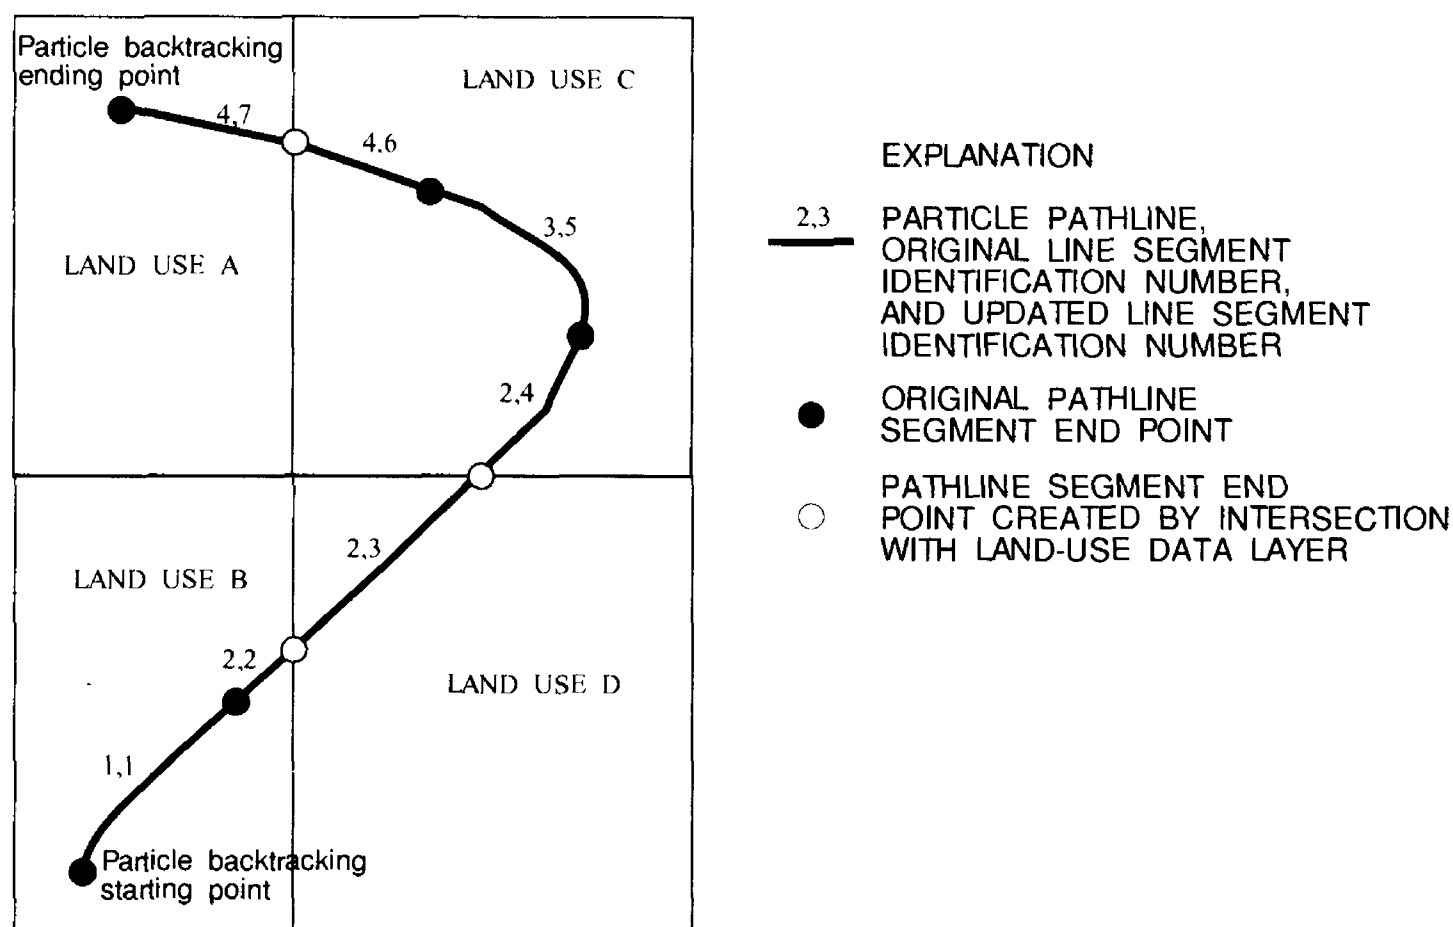 Particle backtracking
ending point
LAND USE C
4,7
4.6
3,5
LAND USE A
2,4
2,3
LAND USE B
2,2
LAND USE D
1,1
Particle backtracking
starting point
EXPLANATION
2,3
PARTICLE PATHLINE,
ORIGINAL LINE SEGMENT
IDENTIFICATION NUMBER,
AND UPDATED LINE SEGMENT
IDENTIFICATION NUMBER
ORIGINAL PATHLINE
SEGMENT END POINT
PATHLINE SEGMENT END
POINT CREATED BY INTERSECTION
WITH LAND-USE DATA LAYER